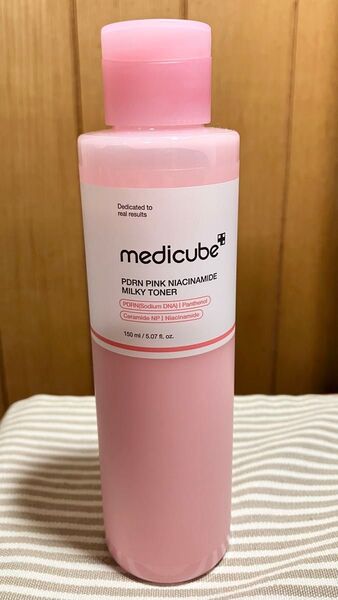 Dedicated to
real results
medicube
PDRN PINK NIACINAMIDE
MILKY TONER
PDRN(Sodium DNA) | Panthenol
Ceramide NP | Niacinamide
150 ml / 5.07 fl. oz.